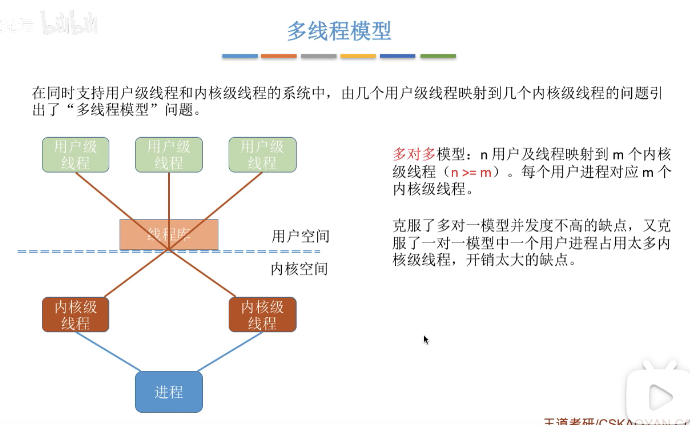 多线程模型
在同时支持用户级线程和内核级线程的系统中，由几个用户级线程映射到几个内核级线程的问题引
出了“多线程模型”问题。
用户级
线程
用户级
线程
用户级
线程
线程库
用户空间
内核空间
内核级
线程
内核级
线程
进程
多对多模型：n 用户及线程映射到 m 个内核
级线程（n >= m）。每个用户进程对应 m 个
内核级线程。
克服了多对一模型并发度不高的缺点，又克
服了一对一模型中一个用户进程占用太多内
核级线程，开销太大的缺点。
王道考研/CSKAOYAN.CO